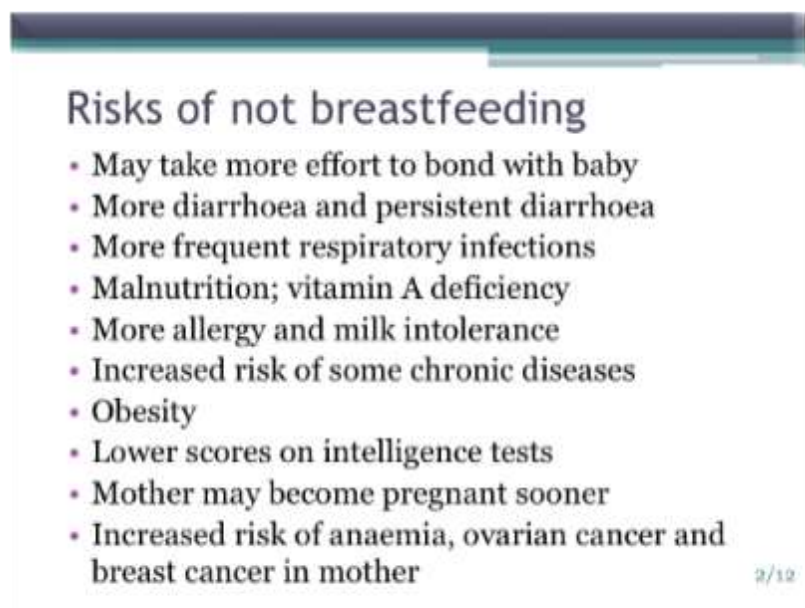 Risks of not breastfeeding
• May take more effort to bond with baby
• More diarrhoea and persistent diarrhoea
• More frequent respiratory infections
• Malnutrition; vitamin A deficiency
• More allergy and milk intolerance
• Increased risk of some chronic diseases
• Obesity
• Lower scores on intelligence tests
• Mother may become pregnant sooner
• Increased risk of anaemia, ovarian cancer and
breast cancer in mother
2/12